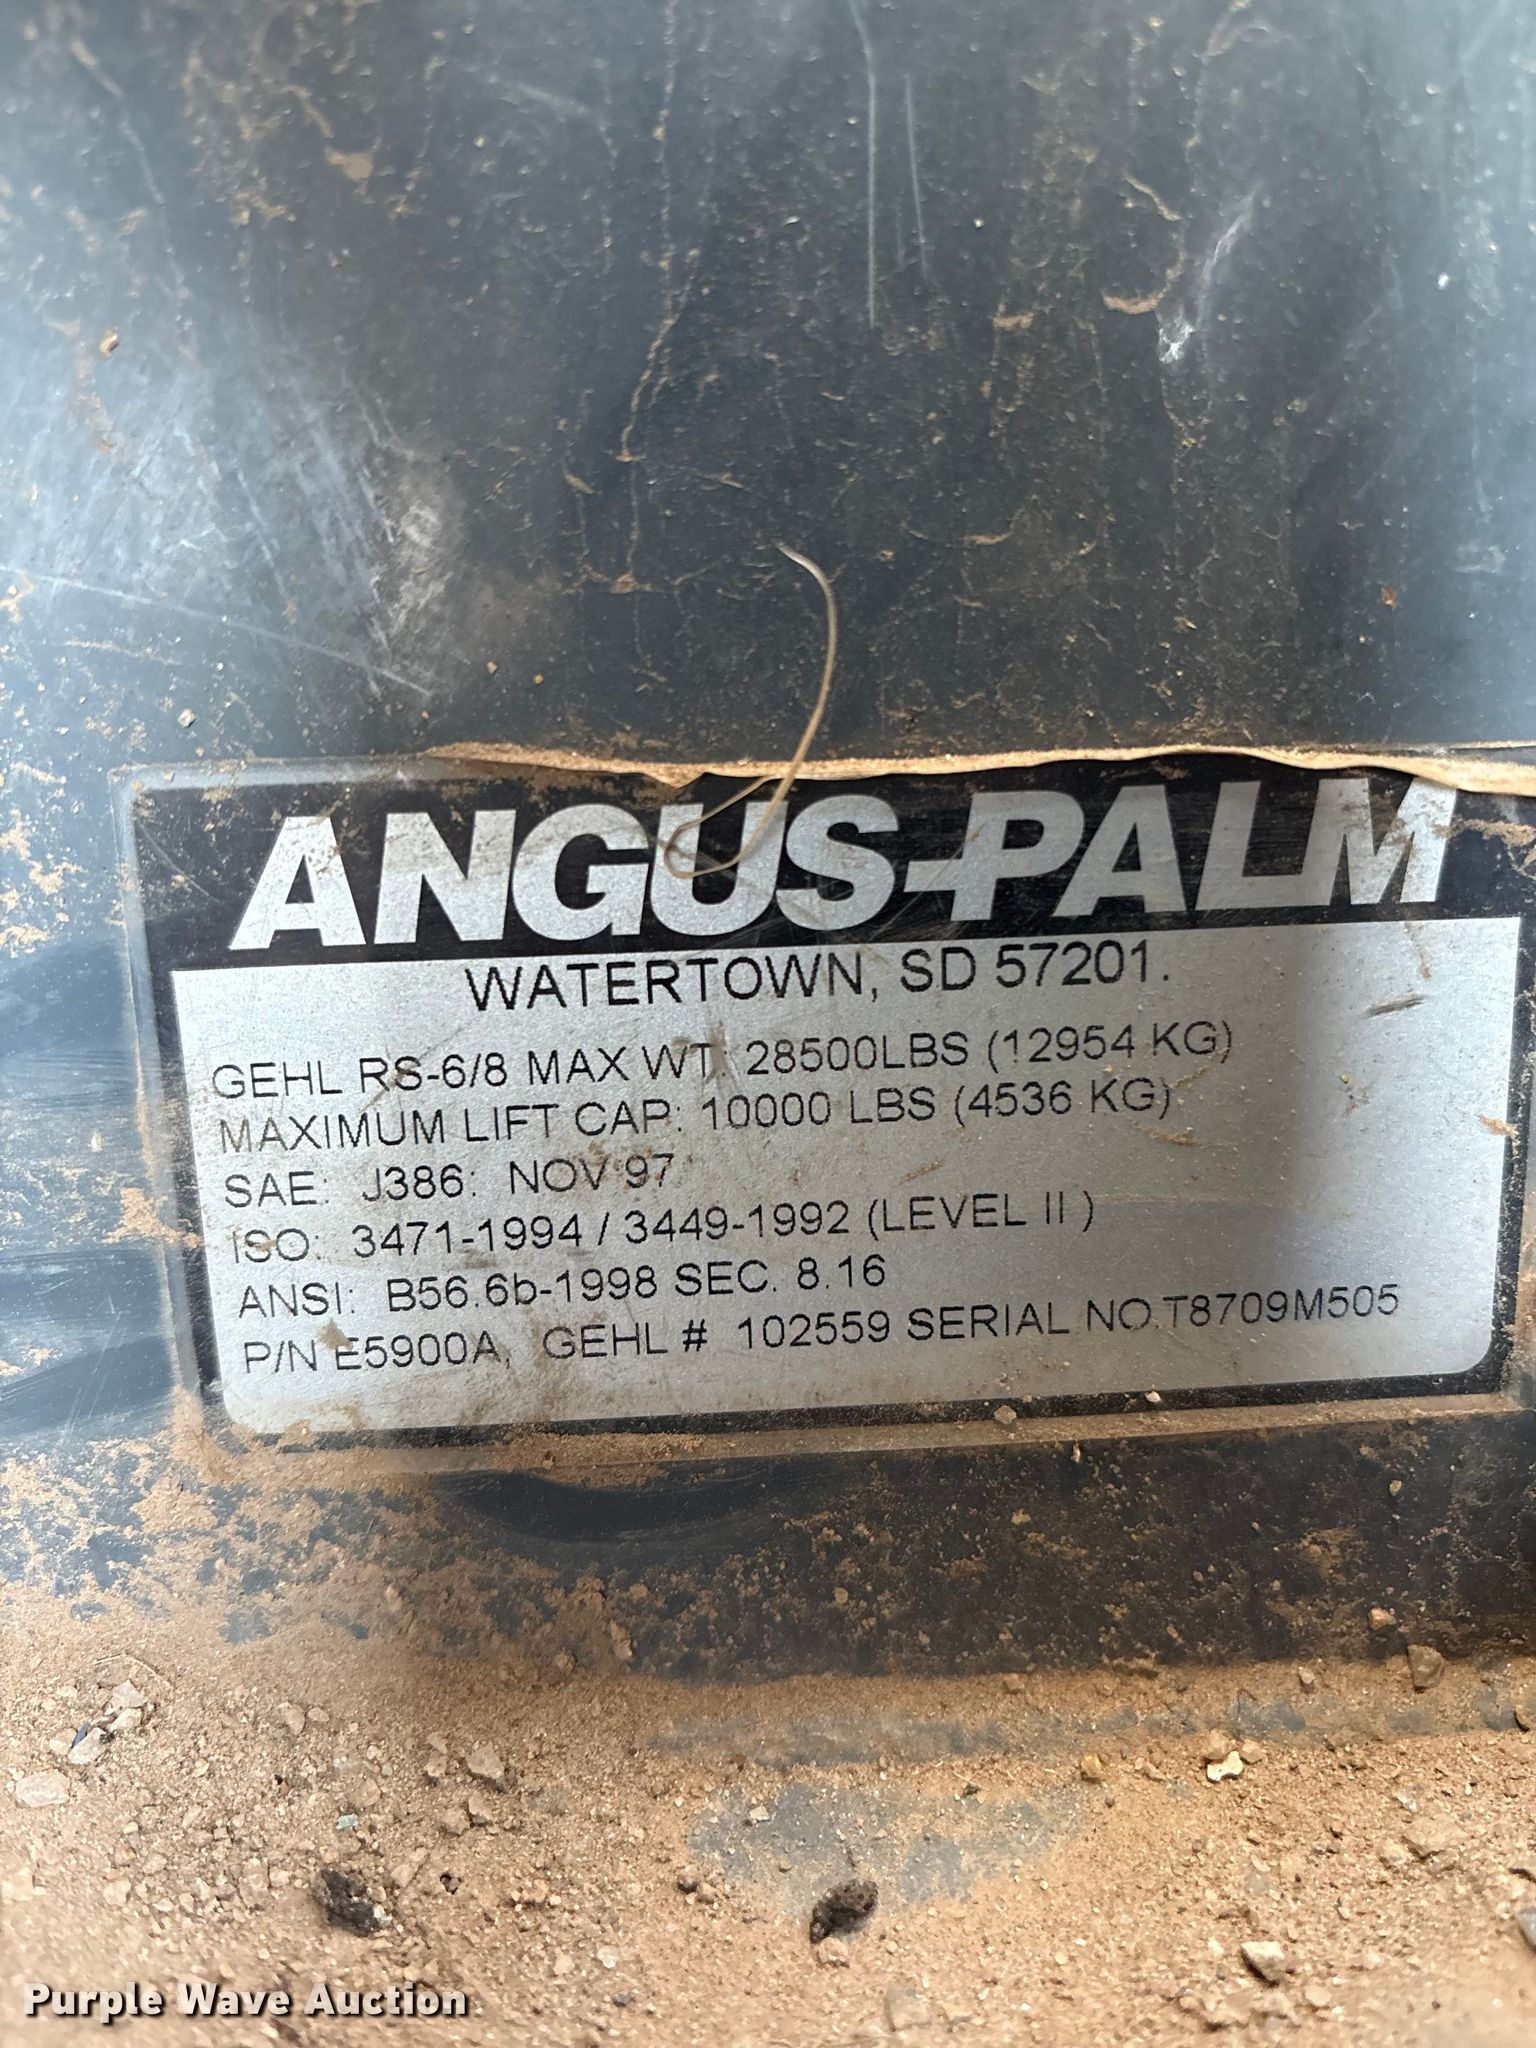 ANGUS-PALM
WATERTOWN, SD 57201.
GEHL RS-6/8 MAX WT: 28500LBS (12954 KG)
MAXIMUM LIFT CAP: 10000 LBS (4536 KG)
SAE: J386: NOV 97
ISO: 3471-1994 / 3449-1992 (LEVEL II )
ANSI: B56.6b-1998 SEC. 8.16
P/N E5900A, GEHL # 102559 SERIAL NO.T8709M505
Purple Wave Auction